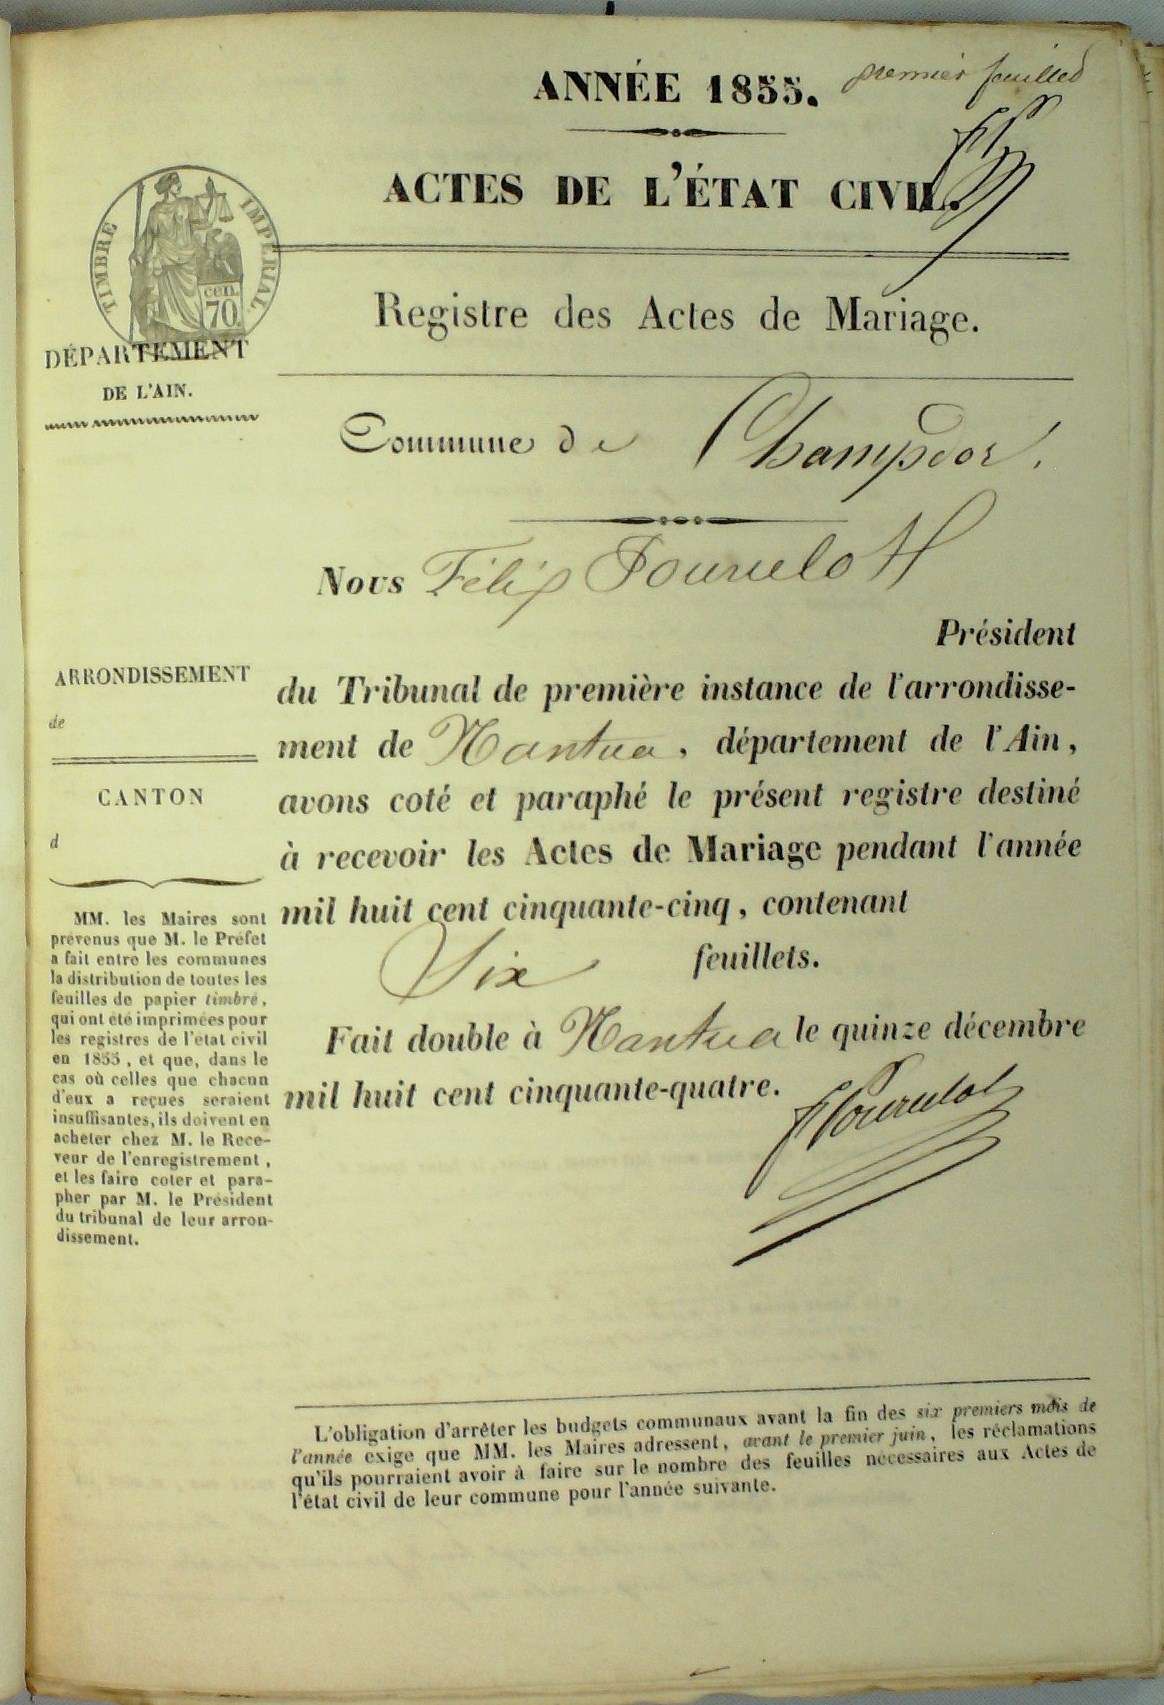 premier feuillet
ANNÉE 1855.
ACTES DE L'ÉTAT CIVIL.
TIMBRE IMPÉRIAL
cen.
70
DÉPARTEMENT
DE L'AIN.
Registre des Actes de Mariage.
Commune de Champdor.
Nous Félix
Président
du Tribunal de première instance de l'arrondisse-
ment de Nantua, département de l'Ain,
avons coté et paraphé le présent registre destiné
à recevoir les Actes de Mariage pendant l'année
mil huit cent cinquante-cinq, contenant
Six feuillets.
Fait double à Nantua le quinze décembre
mil huit cent cinquante-quatre.
ARRONDISSEMENT
de
CANTON
d
MM. les Maires sont
prévenus que M. le Préfet
a fait entre les communes
la distribution de toutes les
feuilles de papier timbré,
qui ont été imprimées pour
les registres de l'état civil
en 1855, et que, dans le
cas où celles que chacun
d'eux a reçues seraient
insuffisantes, ils doivent en
acheter chez M. le Rece-
veur de l'enregistrement,
et les faire coter et para-
pher par M. le Président
du tribunal de leur arron-
dissement.
L'obligation d'arrêter les budgets communaux avant la fin des six premiers mois de
l'année exige que MM. les Maires adressent, avant le premier juin, les réclamations
qu'ils pourraient avoir à faire sur le nombre des feuilles nécessaires aux Actes de
l'état civil de leur commune pour l'année suivante.